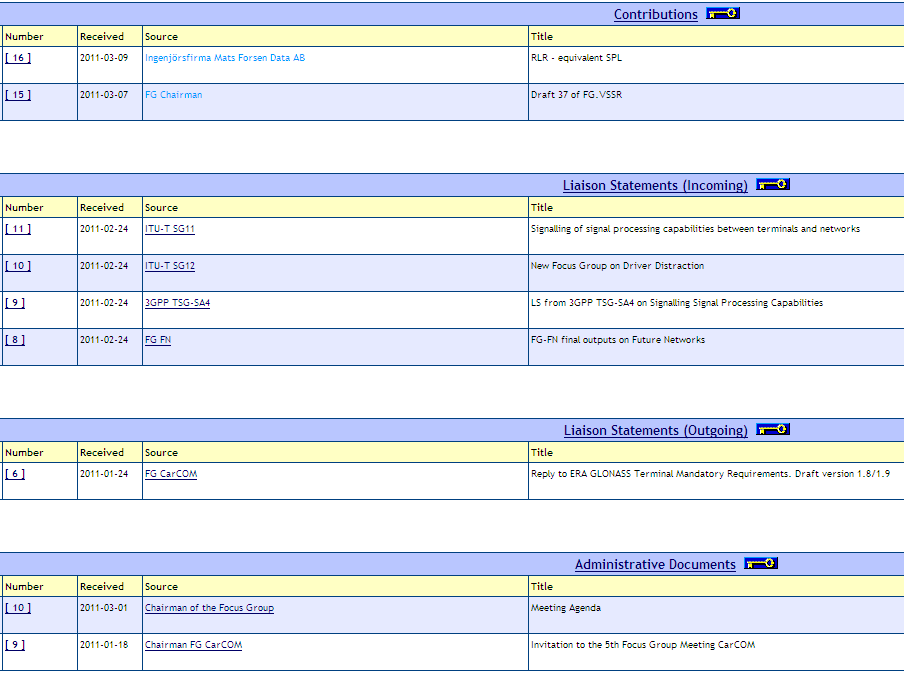 Contributions
Number Received Source Title
[ 16 ] 2011-03-09 Ingenjörsfirma Mats Forsen Data AB RLR - equivalent SPL
[ 15 ] 2011-03-07 FG Chairman Draft 37 of FG.VSSR
Liaison Statements (Incoming)
Number Received Source Title
[ 11 ] 2011-02-24 ITU-T SG11 Signalling of signal processing capabilities between terminals and networks
[ 10 ] 2011-02-24 ITU-T SG12 New Focus Group on Driver Distraction
[ 9 ] 2011-02-24 3GPP TSG-SA4 LS from 3GPP TSG-SA4 on Signalling Signal Processing Capabilities
[ 8 ] 2011-02-24 FG FN FG-FN final outputs on Future Networks
Liaison Statements (Outgoing)
Number Received Source Title
[ 6 ] 2011-01-24 FG CarCOM Reply to ERA GLONASS Terminal Mandatory Requirements. Draft version 1.8/1.9
Administrative Documents
Number Received Source Title
[ 10 ] 2011-03-01 Chairman of the Focus Group Meeting Agenda
[ 9 ] 2011-01-18 Chairman FG CarCOM Invitation to the 5th Focus Group Meeting CarCOM